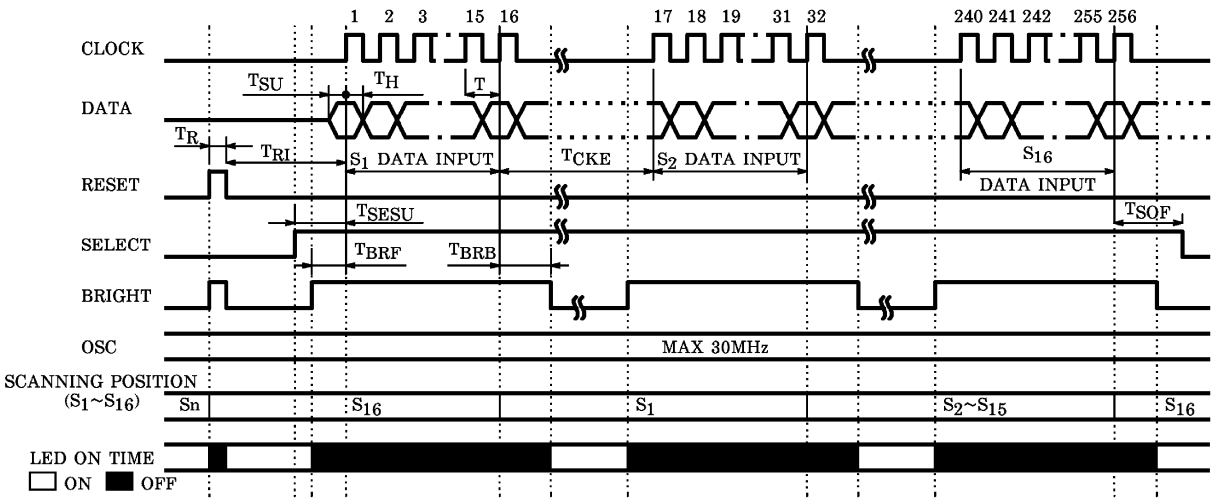 1 2 3 15 16 17 18 19 31 32 240 241 242 255 256
CLOCK
TSU TH T
DATA
TR TRI S1 DATA INPUT TCKE S2 DATA INPUT S16
DATA INPUT
RESET
TSESU TSOF
SELECT
TBRF TBRB
BRIGHT
OSC MAX 30MHz
SCANNING POSITION
(S1~S16) Sn S16 S1 S2~S15 S16
LED ON TIME
ON OFF